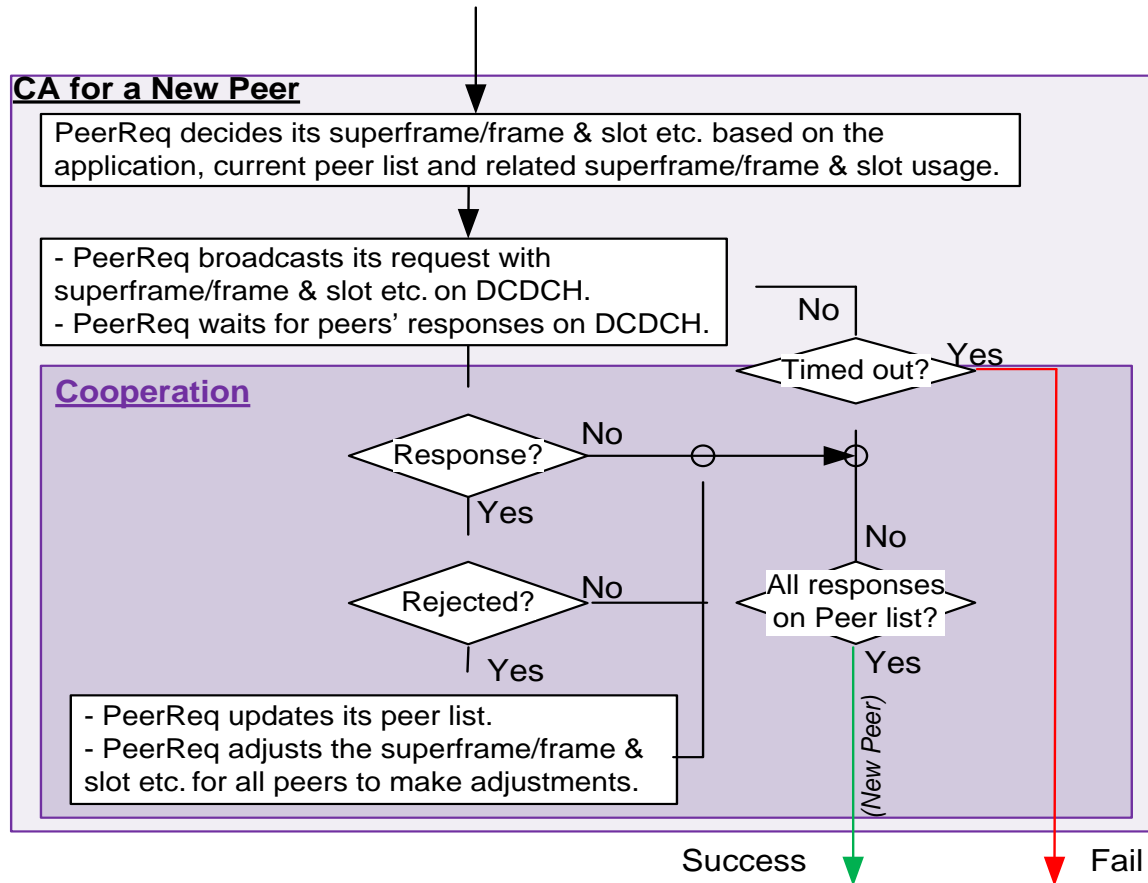 CA for a New Peer
PeerReq decides its superframe/frame & slot etc. based on the
application, current peer list and related superframe/frame & slot usage.
- PeerReq broadcasts its request with
superframe/frame & slot etc. on DCDCH.
- PeerReq waits for peers’ responses on DCDCH.
No
Timed out?
Yes
Cooperation
Response?
No
Yes
No
Rejected?
No
All responses
on Peer list?
Yes
Yes
- PeerReq updates its peer list.
- PeerReq adjusts the superframe/frame &
slot etc. for all peers to make adjustments.
(New Peer)
Success
Fail